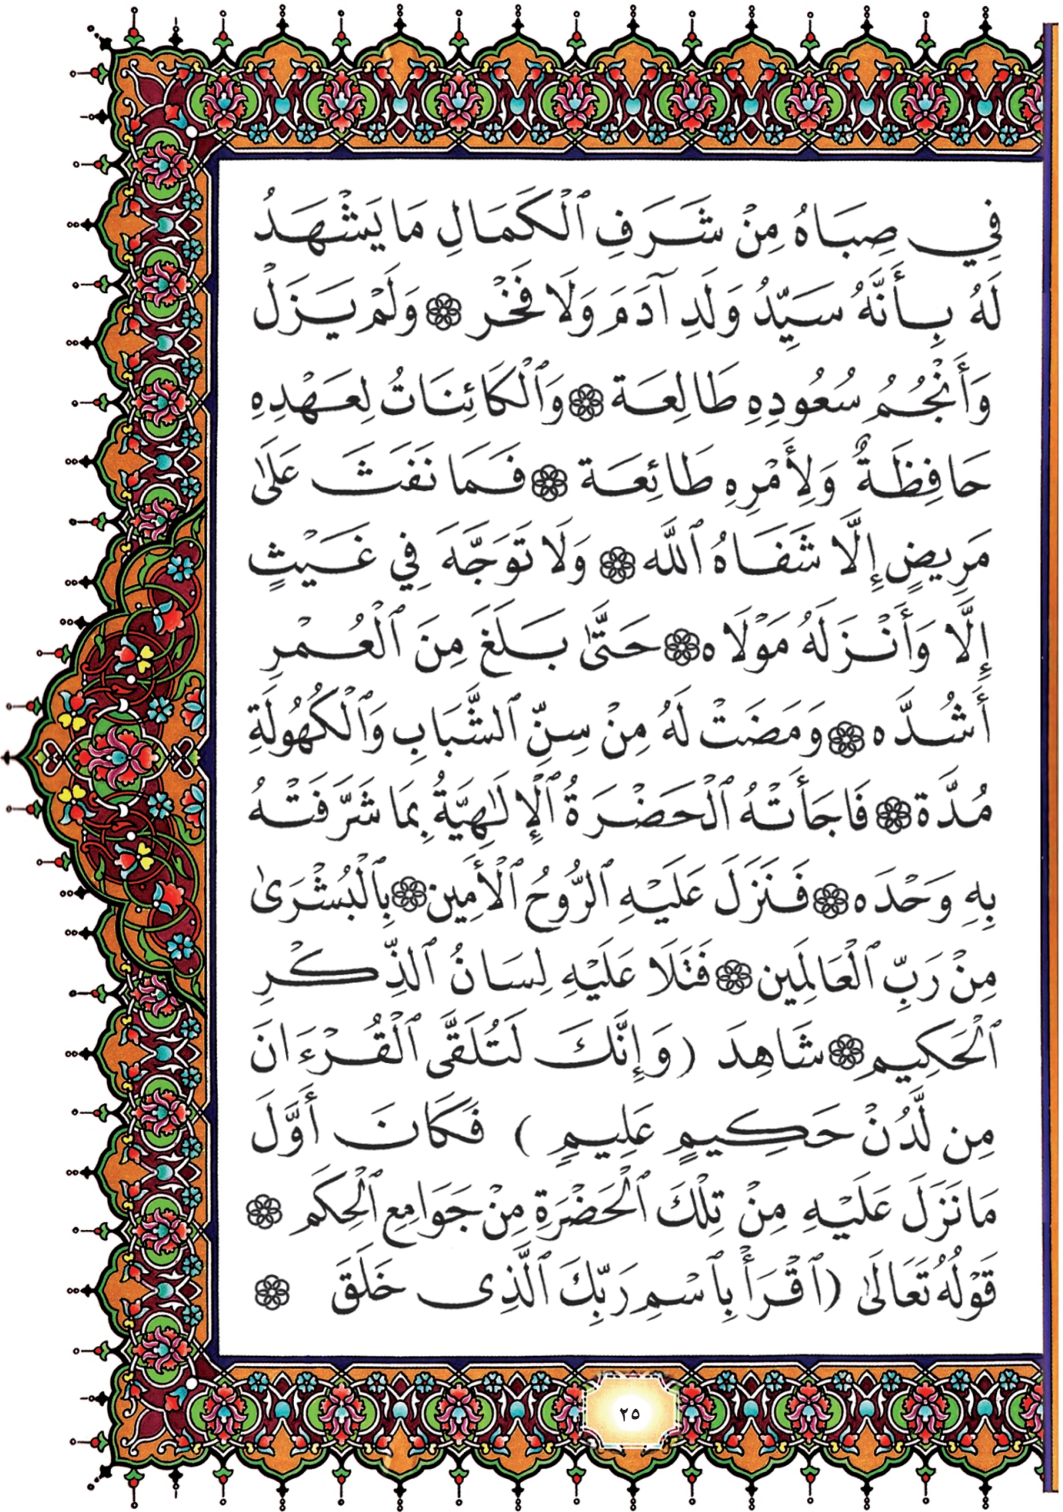 فِي صِبَاهُ مِنْ شَرَفِ ٱلْكَمَالِ مَا يَشْهَدُ
لَهُ بِأَنَّهُ سَيِّدُ وَلَدِ آدَمَ وَلَا فَخْر ۞ وَلَمْ يَزَلْ
وَأَنْجُمُ سُعُودِهِ طَالِعَة ۞ وَٱلْكَائِنَاتُ لِعَهْدِهِ
حَافِظَةٌ وَلِأَمْرِهِ طَائِعَة ۞ فَمَا نَفَثَ عَلَىٰ
مَرِيضٍ إِلَّا شَفَاهُ ٱللَّه ۞ وَلَا تَوَجَّهَ فِي غَيْثٍ
إِلَّا وَأَنْزَلَهُ مَوْلَاه ۞ حَتَّىٰ بَلَغَ مِنَ ٱلْعُمْرِ
أَشُدَّه ۞ وَمَضَتْ لَهُ مِنْ سِنِّ ٱلشَّبَابِ وَٱلْكُهُولَةِ
مُدَّة ۞ فَاجَأَتْهُ ٱلْحَضْرَةُ ٱلْإِلَـٰهِيَّةُ بِمَا شَرَّفَتْهُ
بِهِ وَحْدَه ۞ فَنَزَلَ عَلَيْهِ ٱلرُّوحُ ٱلْأَمِين ۞ بِٱلْبُشْرَىٰ
مِنْ رَبِّ ٱلْعَالَمِين ۞ فَتَلَا عَلَيْهِ لِسَانُ ٱلذِّكْرِ
ٱلْحَكِيم ۞ شَاهِدَ (وَإِنَّكَ لَتُلَقَّى ٱلْقُرْءَانَ
مِن لَّدُنْ حَكِيمٍ عَلِيمٍ) فَكَانَ أَوَّلَ
مَا نَزَلَ عَلَيْهِ مِنْ تِلْكَ ٱلْحَضْرَةِ مِنْ جَوَامِعِ ٱلْحِكَم ۞
قَوْلُهُ تَعَالَىٰ (ٱقْرَأْ بِٱسْمِ رَبِّكَ ٱلَّذِى خَلَقَ ۞
٢٥